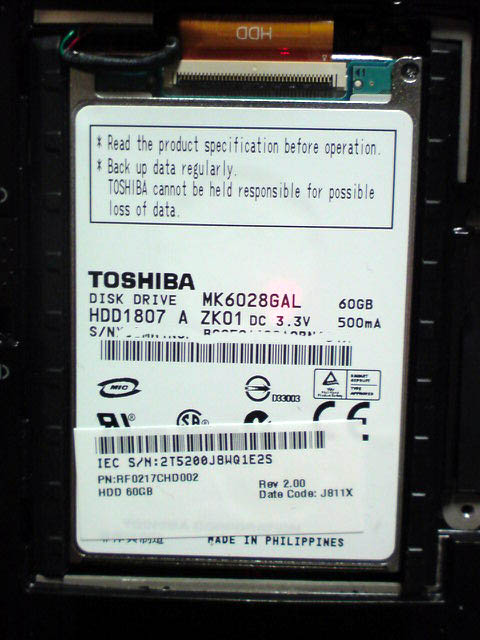 HDD
* Read the product specification before operation.
* Back up data regularly.
TOSHIBA cannot be held responsible for possible
loss of data.
TOSHIBA
DISK DRIVE MK6028GAL 60GB
HDD1807 A ZK01 DC 3.3V 500mA
S/N
MIC D33003
IEC S/N:2T5200J8WQ1E2S
PN:RF0217CHD002 Rev 2.00
HDD 60GB Date Code: J811X
MADE IN PHILIPPINES